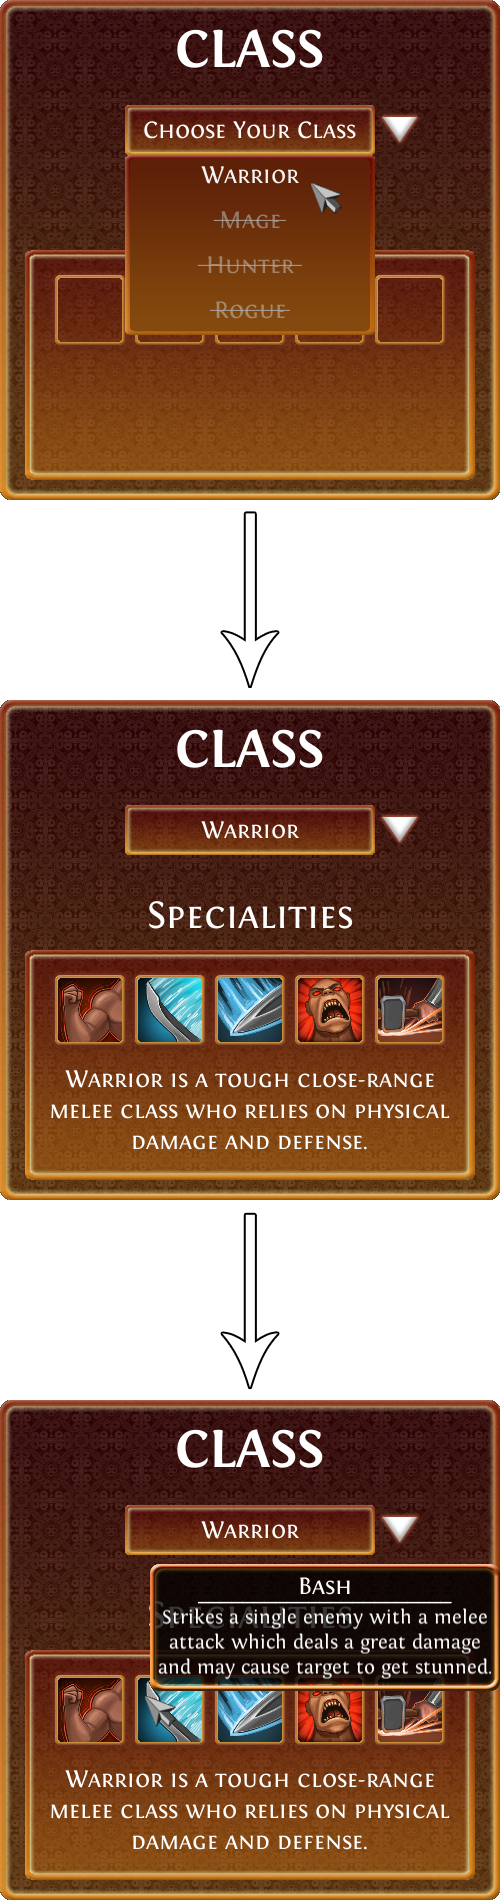 CLASS
Choose Your Class
Warrior
Mage
Hunter
Rogue
CLASS
Warrior
Specialities
Warrior is a tough close-range
melee class who relies on physical
damage and defense.
CLASS
Warrior
Bash
Specialities
Strikes a single enemy with a melee
attack which deals a great damage
and may cause target to get stunned.
Warrior is a tough close-range
melee class who relies on physical
damage and defense.